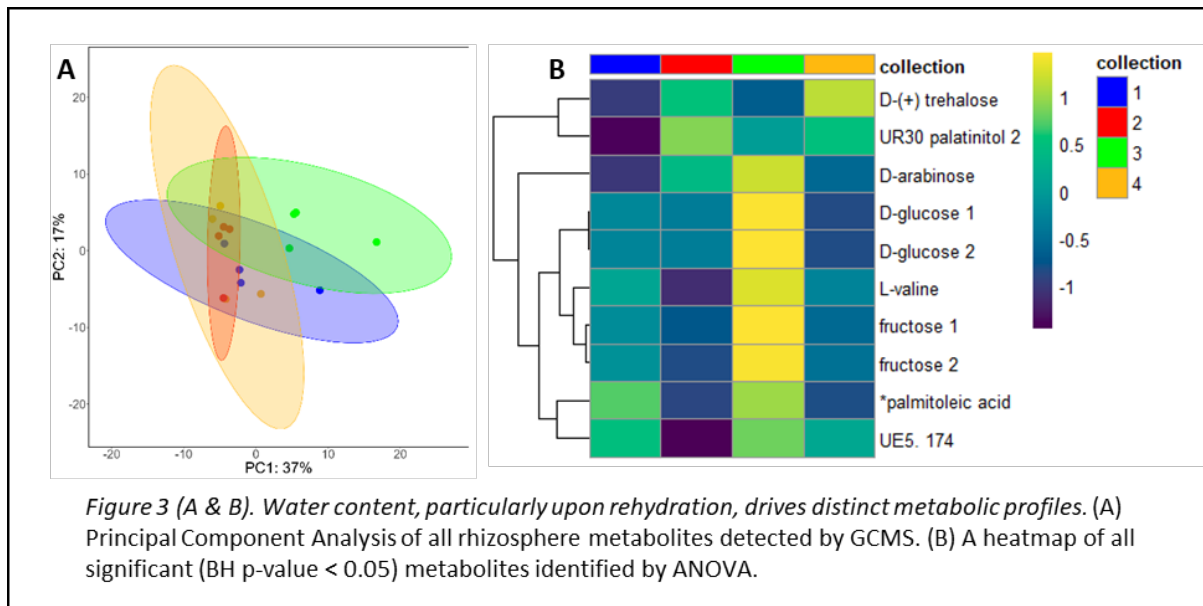 A
20
10
0
-10
-20
PC2: 17%
-20
-10
0
10
20
PC1: 37%
B
collection
D-(+) trehalose
UR30 palatinitol 2
D-arabinose
D-glucose 1
D-glucose 2
L-valine
fructose 1
fructose 2
*palmitoleic acid
UE5. 174
1
0.5
0
-0.5
-1
collection
1
2
3
4
Figure 3 (A & B). Water content, particularly upon rehydration, drives distinct metabolic profiles. (A)
Principal Component Analysis of all rhizosphere metabolites detected by GCMS. (B) A heatmap of all
significant (BH p-value < 0.05) metabolites identified by ANOVA.